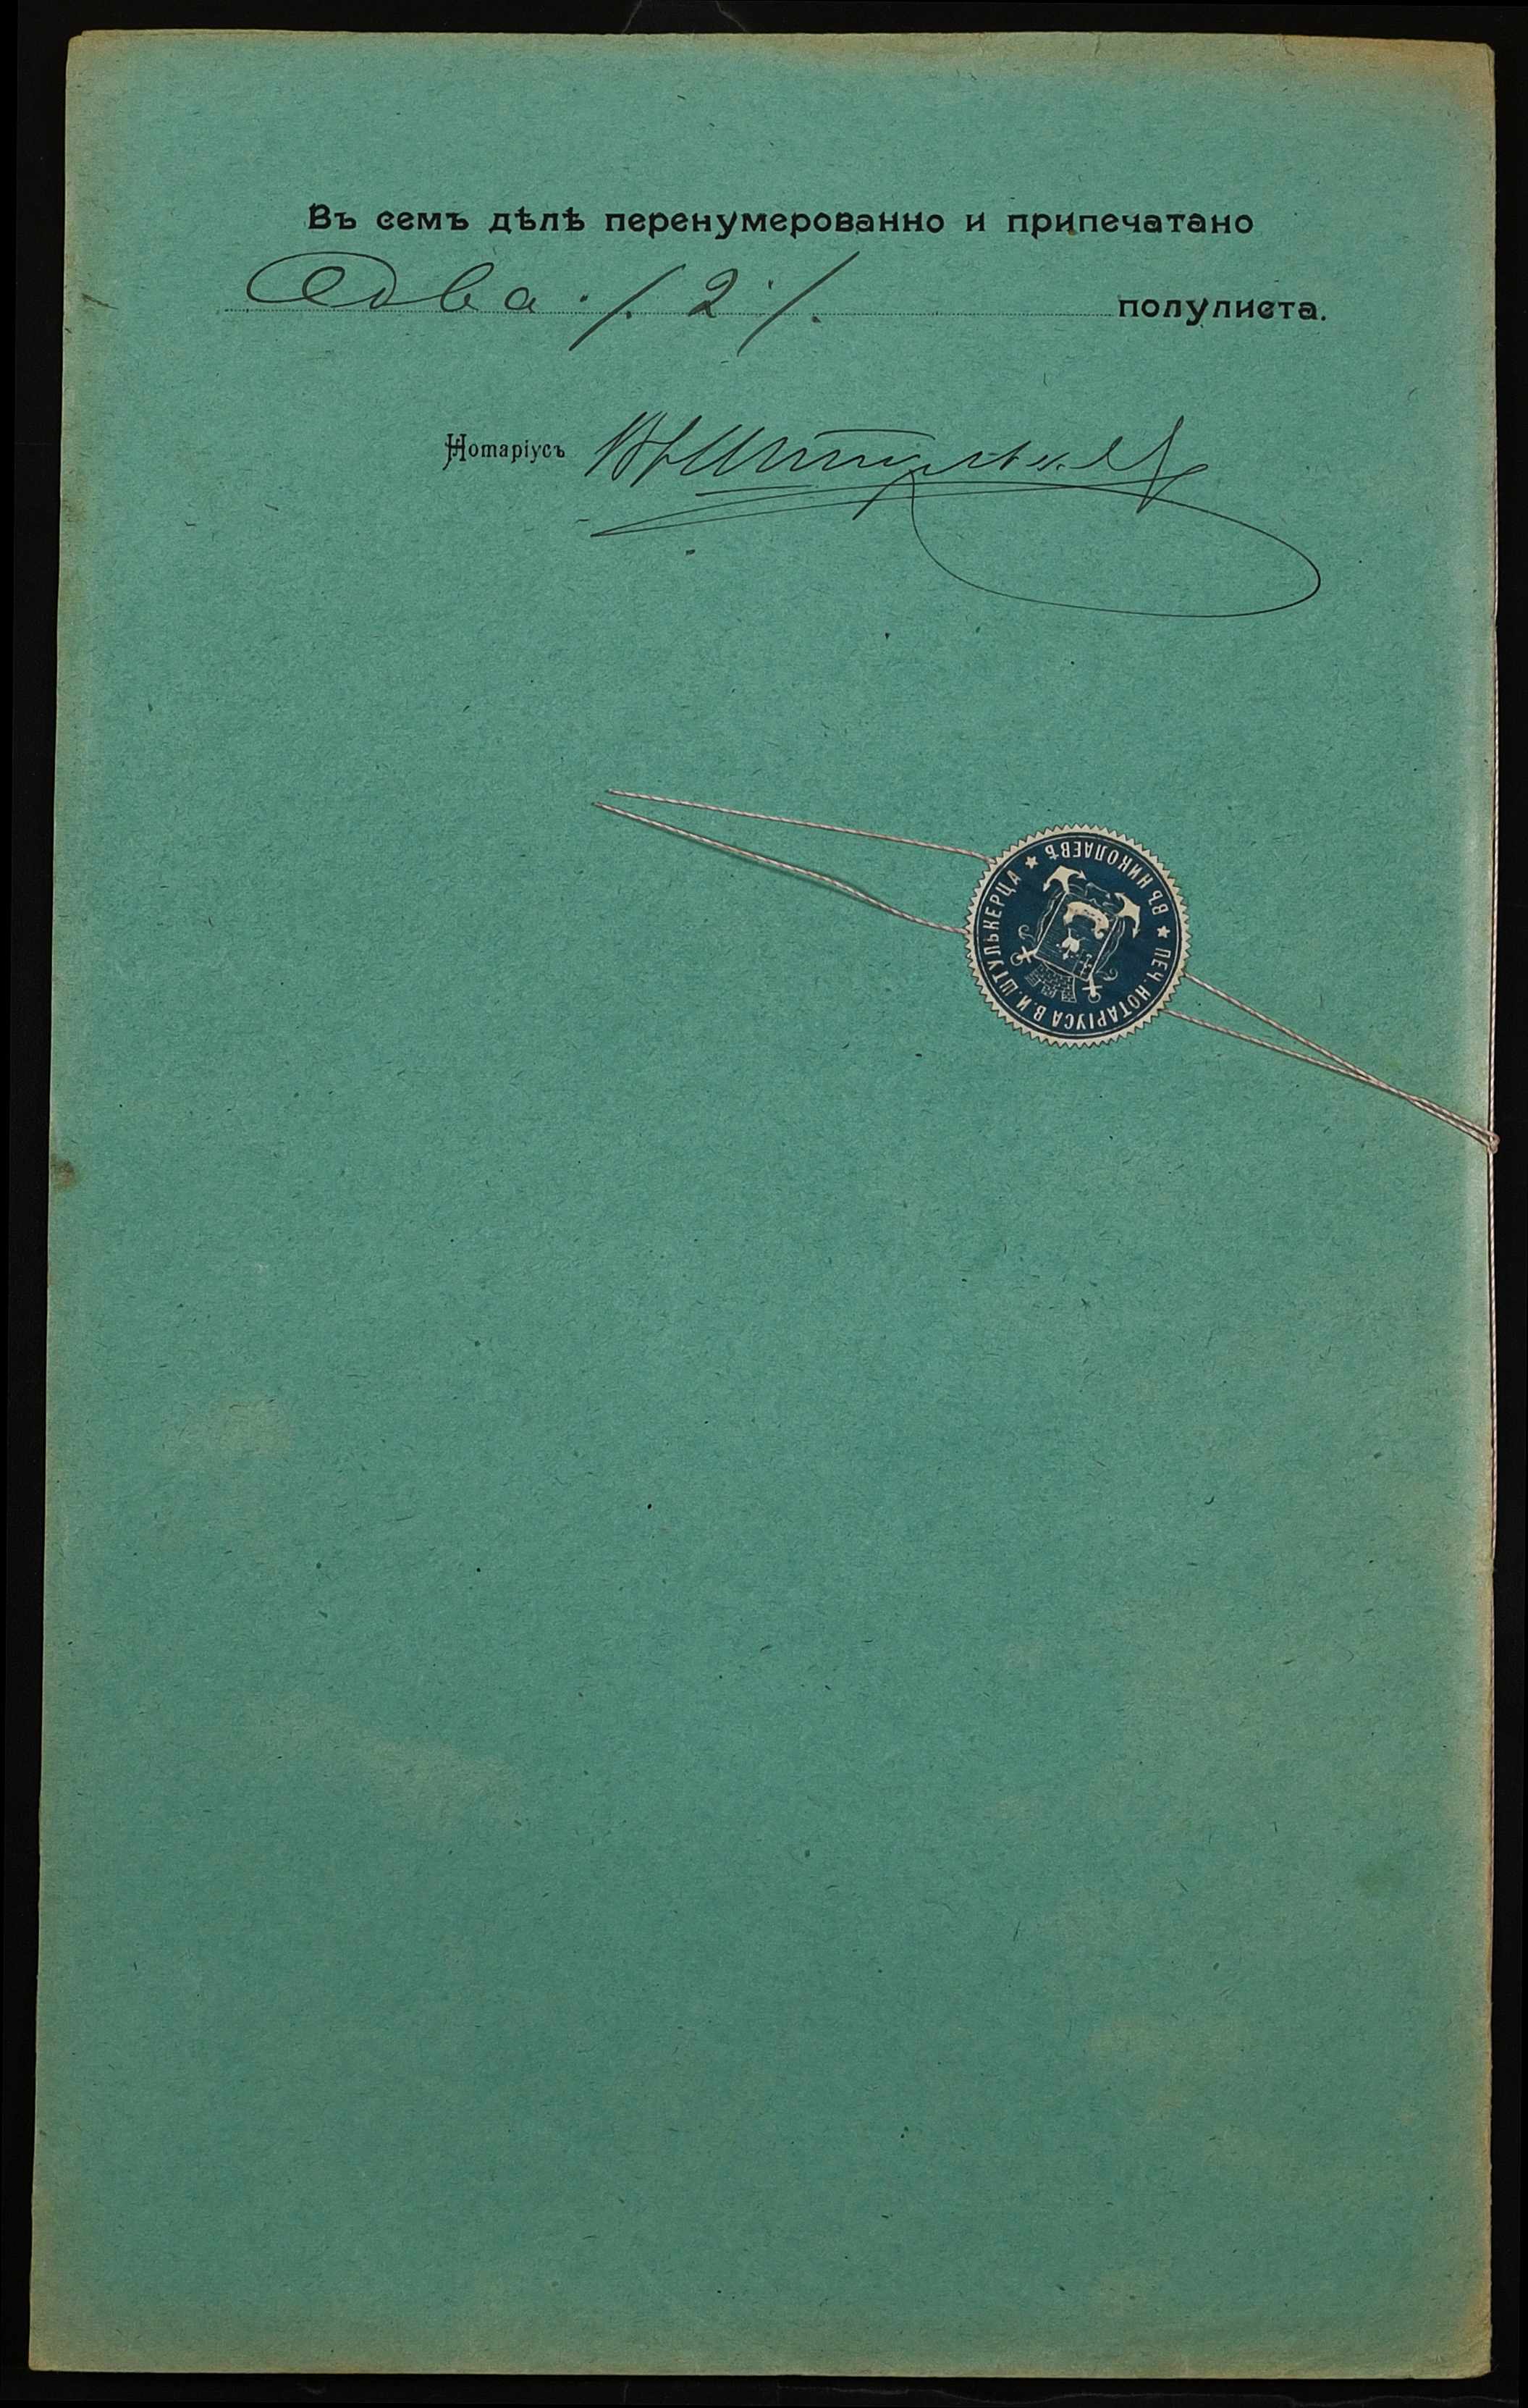 Въ семъ дѣлѣ перенумерованно и припечатано
Два /. 2 /. полулиста.
Нотаріусъ
ПЕЧ. НОТАРІУСА В. И. ШТУЛЬКЕРЦА ★ ВЪ НИКОЛАЕВѢ ★